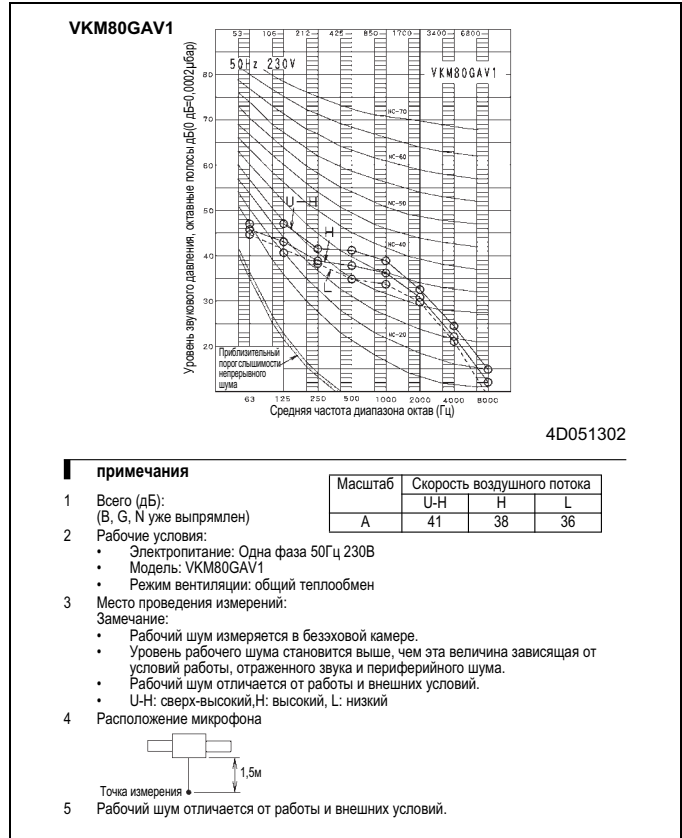 VKM80GAV1
53 106 212 425 850 1700 3400 6800
50Hz 230V
VKM80GAV1
Уровень звукового давления, октавные полосы дБ(0 дБ=0,0002µбар)
80
70
60
50
40
30
20
NC-70
NC-60
NC-50
NC-40
NC-20
U-H
H
L
Приблизительный
порог слышимости
непрерывного
шума
63 125 250 500 1000 2000 4000 8000
Средняя частота диапазона октав (Гц)
4D051302
примечания
1 Всего (дБ):
(B, G, N уже выпрямлен)
Масштаб Скорость воздушного потока
U-H H L
A 41 38 36
2 Рабочие условия:
• Электропитание: Одна фаза 50Гц 230В
• Модель: VKM80GAV1
• Режим вентиляции: общий теплообмен
3 Место проведения измерений:
Замечание:
• Рабочий шум измеряется в безэховой камере.
• Уровень рабочего шума становится выше, чем эта величина зависящая от
условий работы, отраженного звука и периферийного шума.
• Рабочий шум отличается от работы и внешних условий.
• U-H: сверх-высокий,H: высокий, L: низкий
4 Расположение микрофона
1,5м
Точка измерения
5 Рабочий шум отличается от работы и внешних условий.